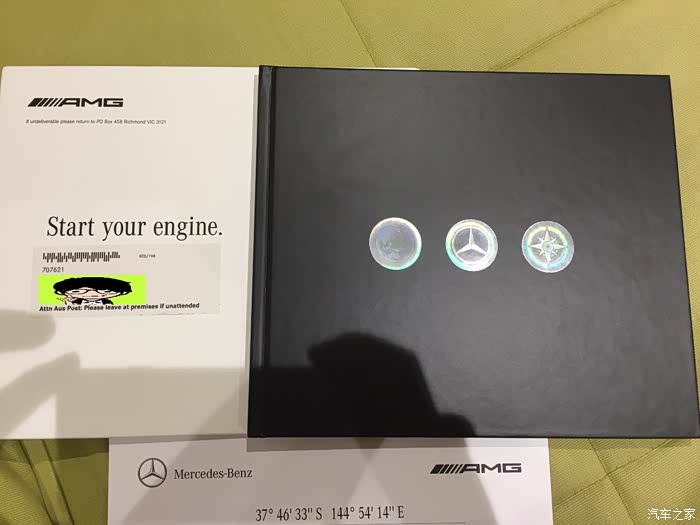 AMG
If undeliverable please return to PO Box 458 Richmond VIC 3121
Start your engine.
023/198
707621
Attn Aus Post: Please leave at premises if unattended
Mercedes-Benz
AMG
37° 46' 33" S 144° 54' 14" E
汽车之家